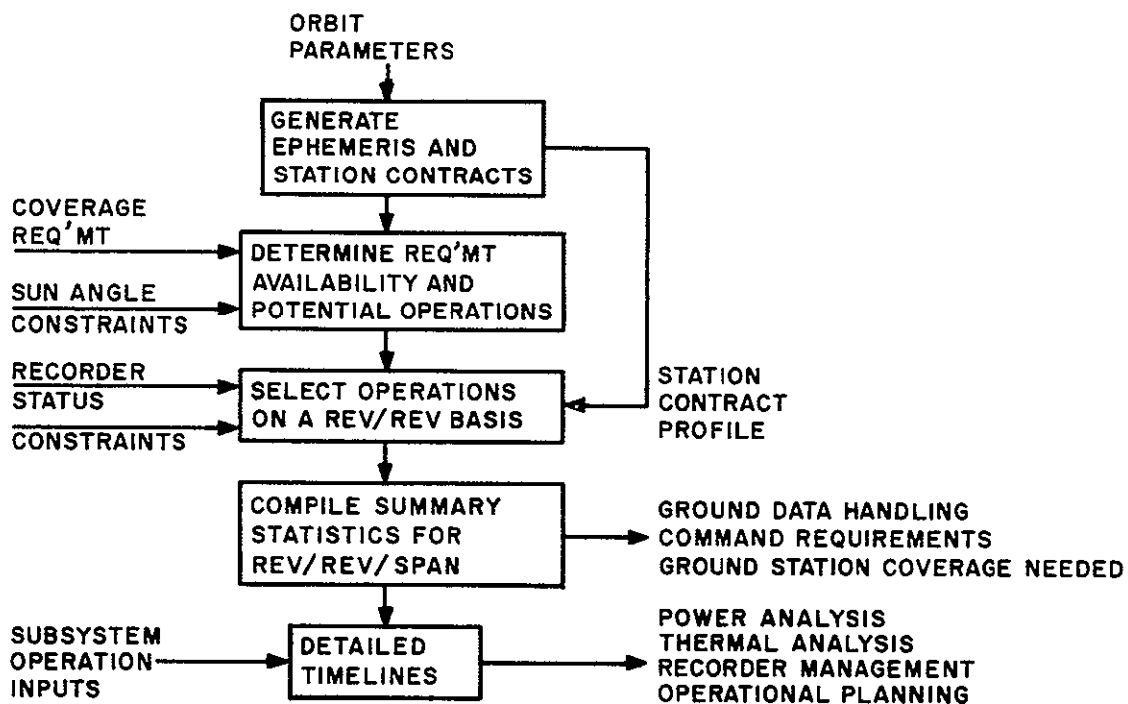 ORBIT
PARAMETERS
GENERATE
EPHEMERIS AND
STATION CONTRACTS
COVERAGE
REQ'MT
SUN ANGLE
CONSTRAINTS
DETERMINE REQ'MT
AVAILABILITY AND
POTENTIAL OPERATIONS
RECORDER
STATUS
CONSTRAINTS
SELECT OPERATIONS
ON A REV/REV BASIS
STATION
CONTRACT
PROFILE
COMPILE SUMMARY
STATISTICS FOR
REV/REV/SPAN
GROUND DATA HANDLING
COMMAND REQUIREMENTS
GROUND STATION COVERAGE NEEDED
SUBSYSTEM
OPERATION
INPUTS
DETAILED
TIMELINES
POWER ANALYSIS
THERMAL ANALYSIS
RECORDER MANAGEMENT
OPERATIONAL PLANNING